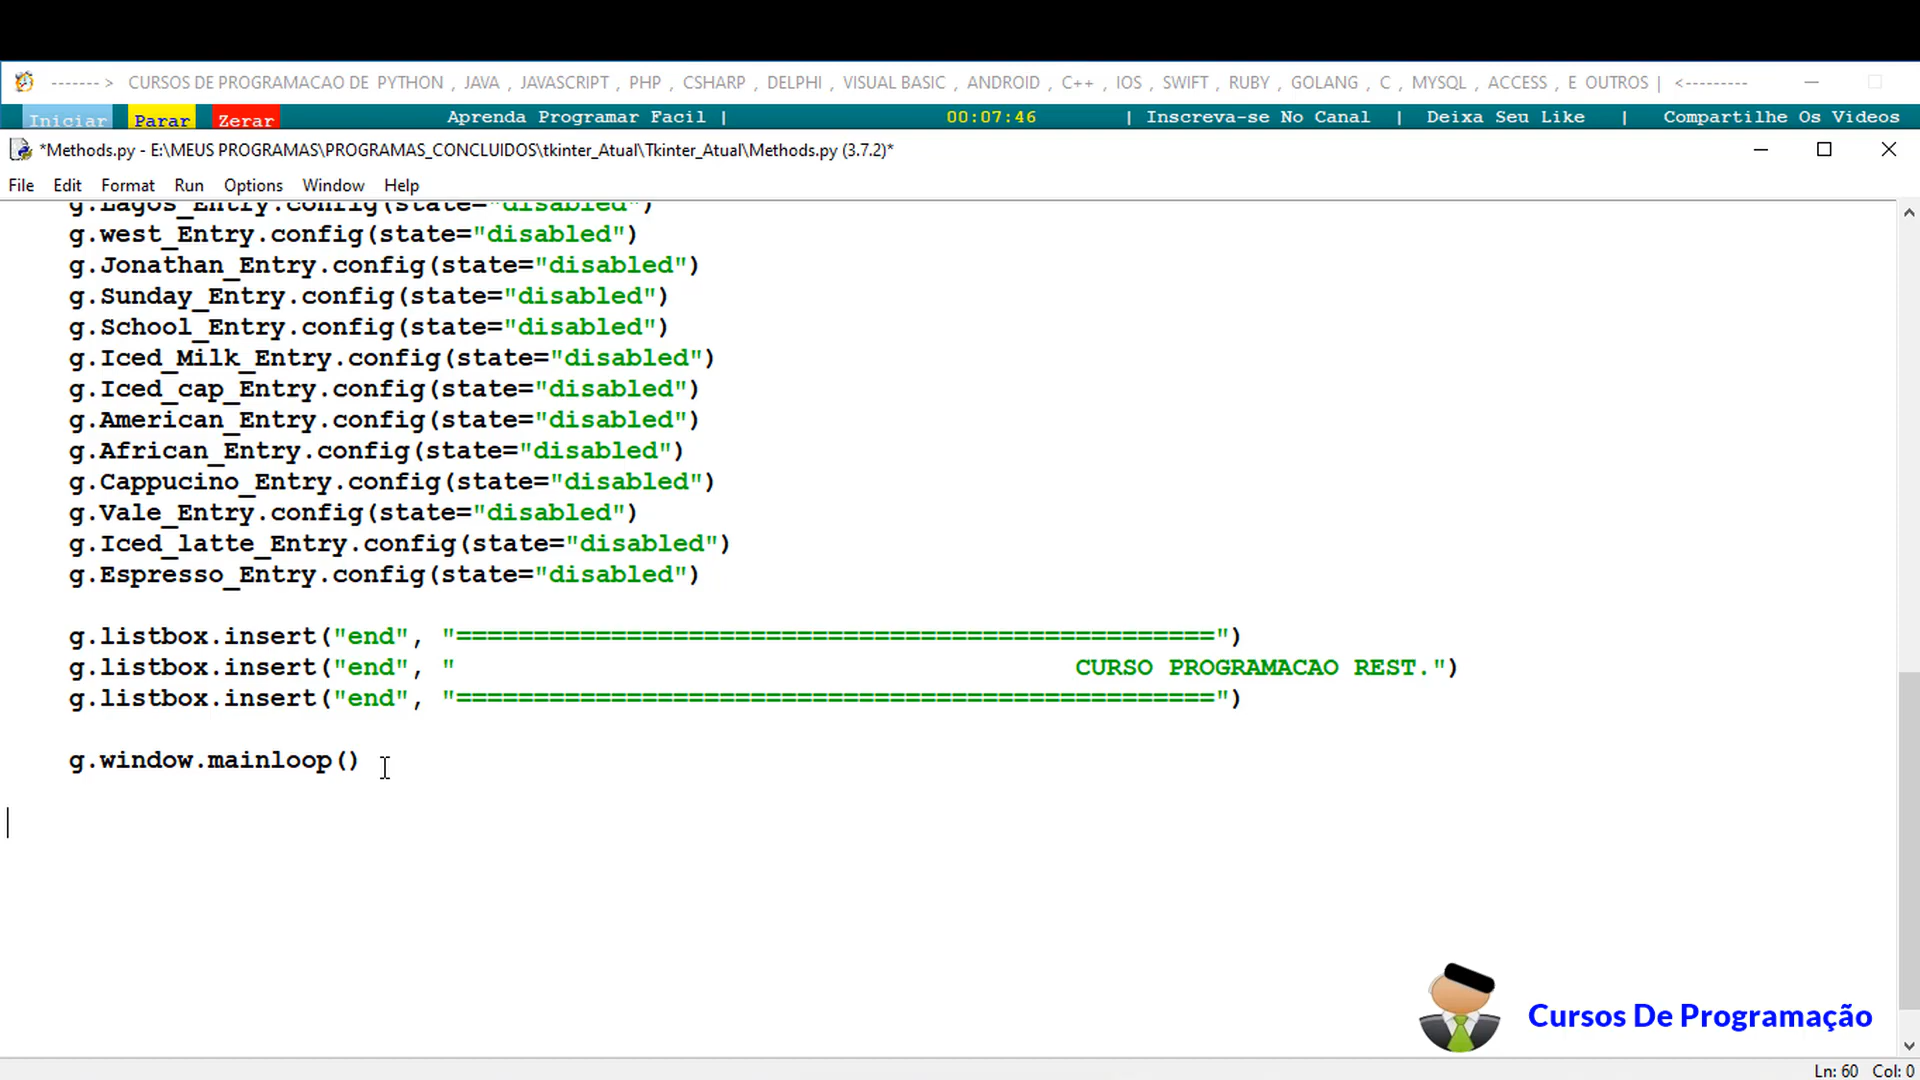 ------- > CURSOS DE PROGRAMACAO DE PYTHON , JAVA , JAVASCRIPT , PHP , CSHARP , DELPHI , VISUAL BASIC , ANDROID , C++ , IOS , SWIFT , RUBY , GOLANG , C , MYSQL , ACCESS , E OUTROS | <---------
Iniciar Parar Zerar Aprenda Programar Facil | 00:07:46 | Inscreva-se No Canal | Deixa Seu Like | Compartilhe Os Videos
*Methods.py - E:\MEUS PROGRAMAS\PROGRAMAS_CONCLUIDOS\tkinter_Atual\Tkinter_Atual\Methods.py (3.7.2)*
File Edit Format Run Options Window Help
g.Lagos_Entry.config(state="disabled")
g.west_Entry.config(state="disabled")
g.Jonathan_Entry.config(state="disabled")
g.Sunday_Entry.config(state="disabled")
g.School_Entry.config(state="disabled")
g.Iced_Milk_Entry.config(state="disabled")
g.Iced_cap_Entry.config(state="disabled")
g.American_Entry.config(state="disabled")
g.African_Entry.config(state="disabled")
g.Cappucino_Entry.config(state="disabled")
g.Vale_Entry.config(state="disabled")
g.Iced_latte_Entry.config(state="disabled")
g.Espresso_Entry.config(state="disabled")
g.listbox.insert("end", "=================================================")
g.listbox.insert("end", "                                        CURSO PROGRAMACAO REST.")
g.listbox.insert("end", "=================================================")
g.window.mainloop()
Cursos De Programação
Ln: 60 Col: 0